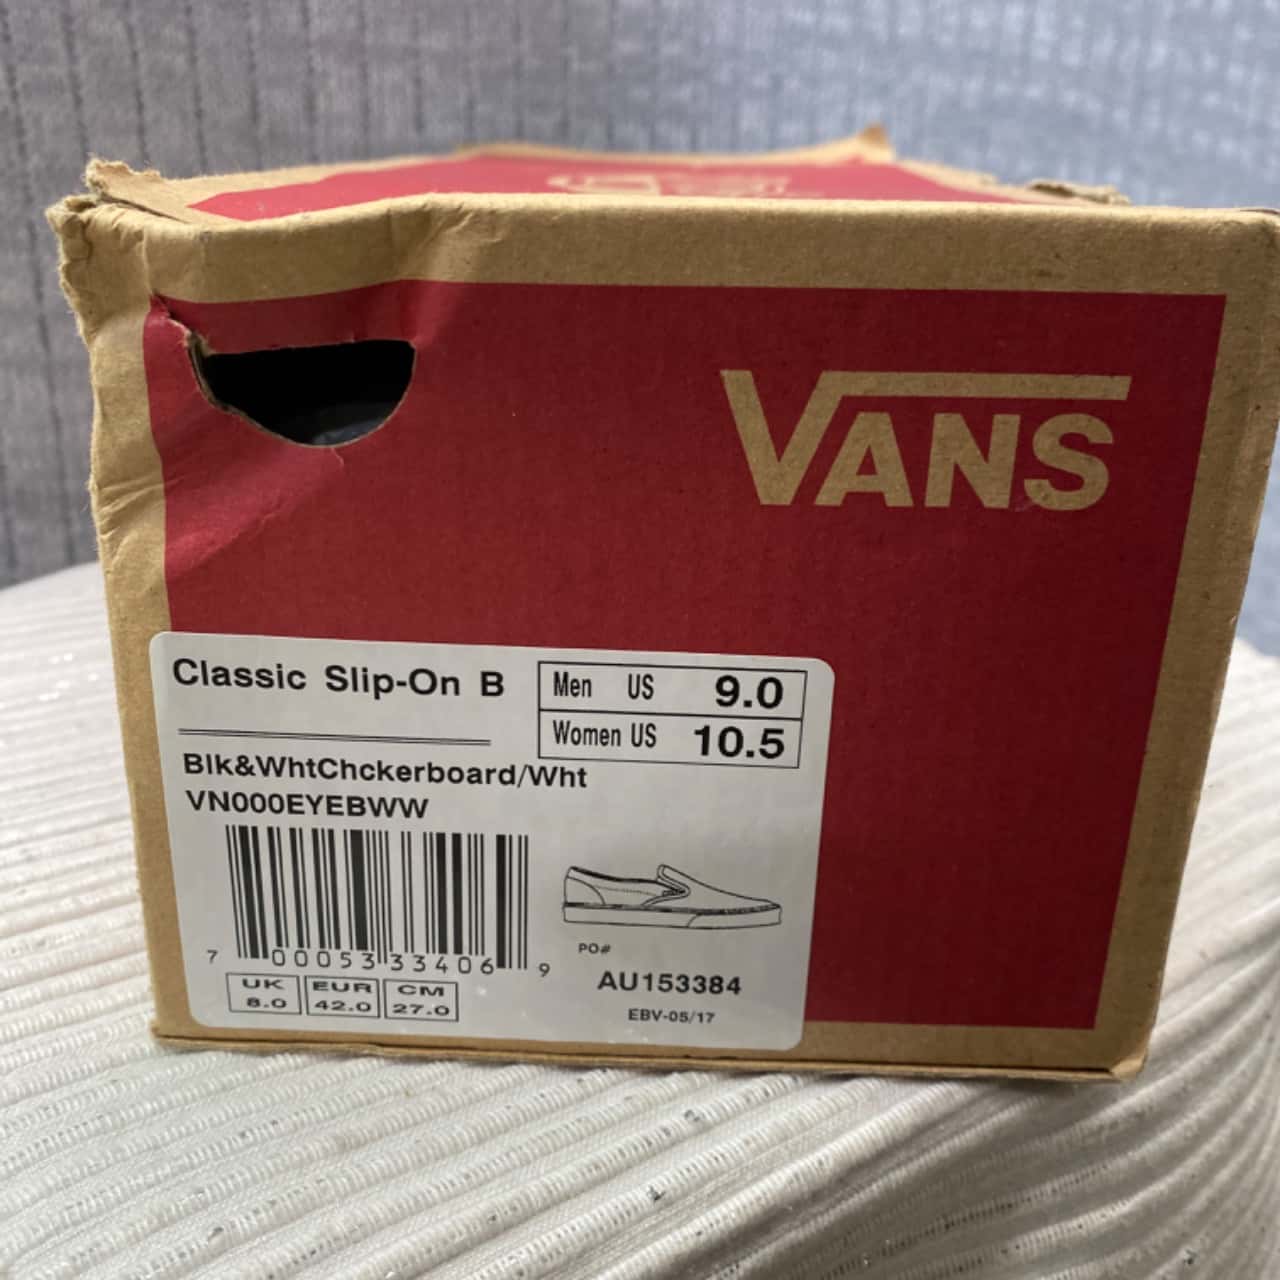 VANS
Classic Slip-On B
Men US 9.0
Women US 10.5
Blk&WhtChckerboard/Wht
VN000EYEBWW
7 00053 33406 9
PO#
AU153384
EBV-05/17
UK 8.0
EUR 42.0
CM 27.0